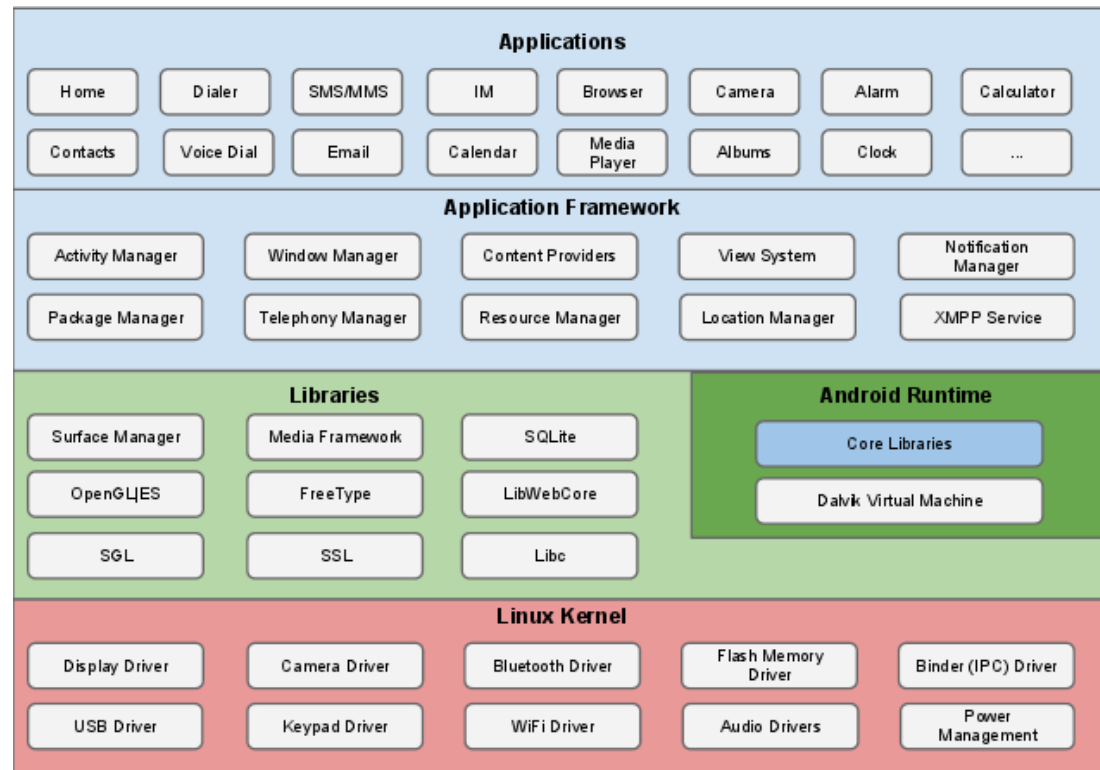 Applications
Home
Dialer
SMS/MMS
IM
Browser
Camera
Alarm
Calculator
Contacts
Voice Dial
Email
Calendar
Media
Player
Albums
Clock
...
Application Framework
Activity Manager
Window Manager
Content Providers
View System
Notification
Manager
Package Manager
Telephony Manager
Resource Manager
Location Manager
XMPP Service
Libraries
Surface Manager
Media Framework
SQLite
OpenGL|ES
FreeType
LibWebCore
SGL
SSL
Libc
Android Runtime
Core Libraries
Dalvik Virtual Machine
Linux Kernel
Display Driver
Camera Driver
Bluetooth Driver
Flash Memory
Driver
Binder (IPC) Driver
USB Driver
Keypad Driver
WiFi Driver
Audio Drivers
Power
Management